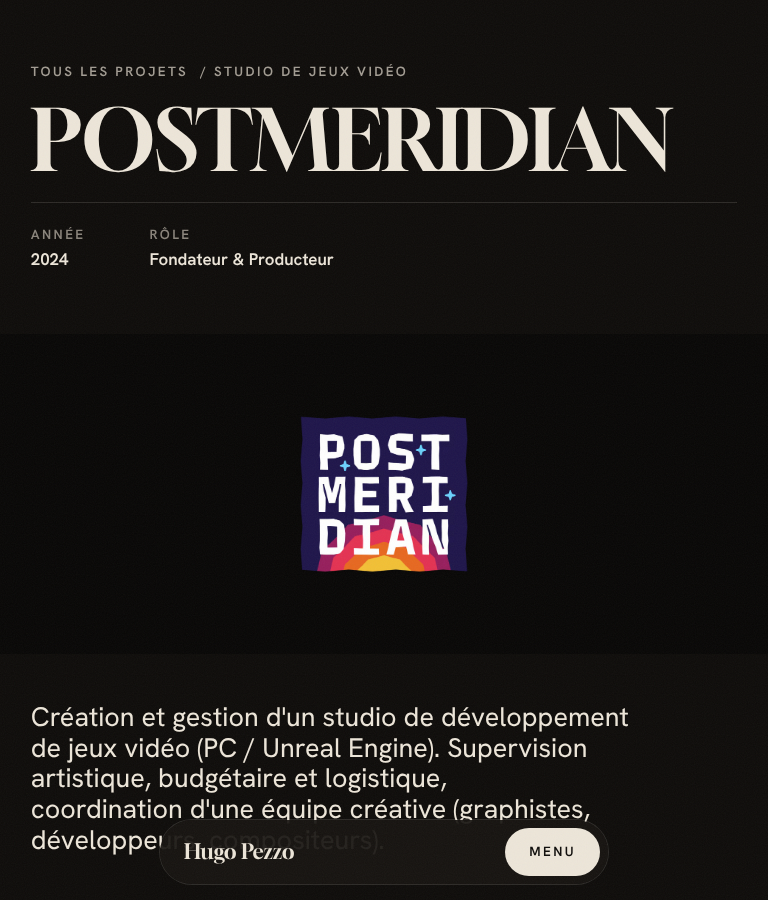 TOUS LES PROJETS / STUDIO DE JEUX VIDÉO
POSTMERIDIAN
ANNÉE RÔLE
2024 Fondateur & Producteur
POST
MERI
DIAN
Création et gestion d'un studio de développement
de jeux vidéo (PC / Unreal Engine). Supervision
artistique, budgétaire et logistique,
coordination d'une équipe créative (graphistes,
développeurs, compositeurs).
Hugo Pezzo MENU